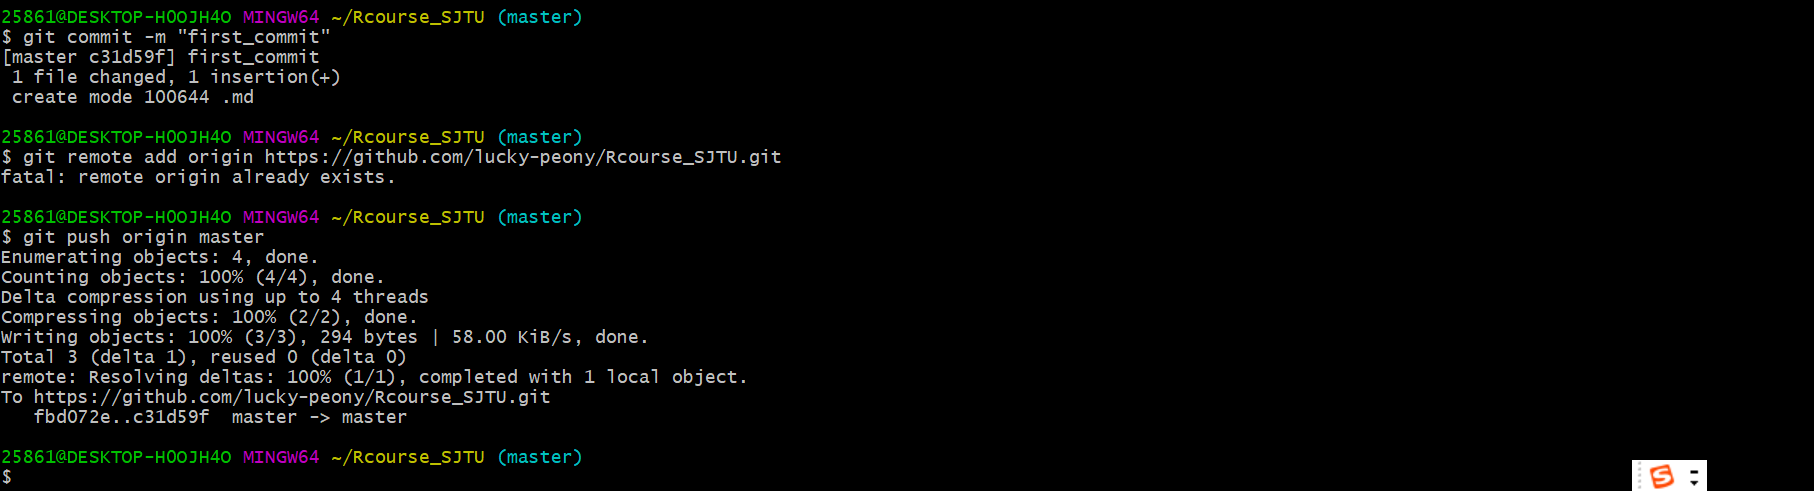 25861@DESKTOP-H0OJH4O MINGW64 ~/Rcourse_SJTU (master)
$ git commit -m "first_commit"
[master c31d59f] first_commit
 1 file changed, 1 insertion(+)
 create mode 100644 .md
25861@DESKTOP-H0OJH4O MINGW64 ~/Rcourse_SJTU (master)
$ git remote add origin https://github.com/lucky-peony/Rcourse_SJTU.git
fatal: remote origin already exists.
25861@DESKTOP-H0OJH4O MINGW64 ~/Rcourse_SJTU (master)
$ git push origin master
Enumerating objects: 4, done.
Counting objects: 100% (4/4), done.
Delta compression using up to 4 threads
Compressing objects: 100% (2/2), done.
Writing objects: 100% (3/3), 294 bytes | 58.00 KiB/s, done.
Total 3 (delta 1), reused 0 (delta 0)
remote: Resolving deltas: 100% (1/1), completed with 1 local object.
To https://github.com/lucky-peony/Rcourse_SJTU.git
   fbd072e..c31d59f  master -> master
25861@DESKTOP-H0OJH4O MINGW64 ~/Rcourse_SJTU (master)
$
S